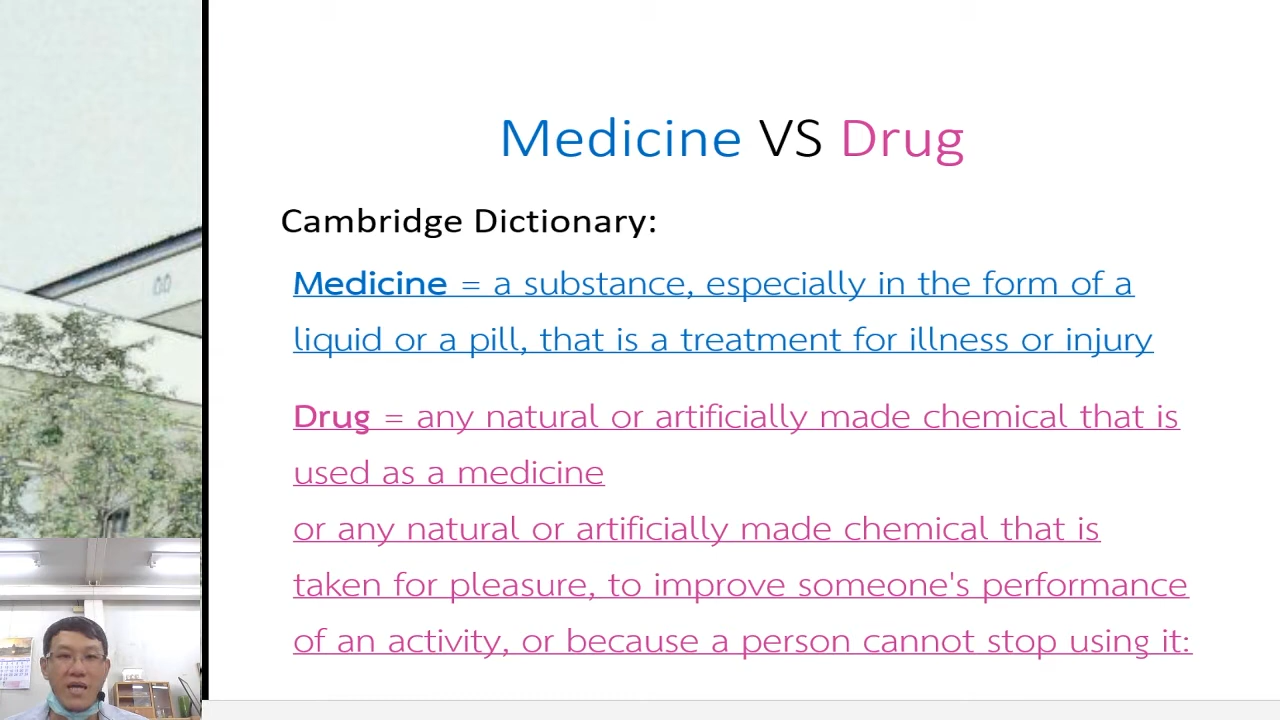 Medicine VS Drug
Cambridge Dictionary:
Medicine = a substance, especially in the form of a
liquid or a pill, that is a treatment for illness or injury
Drug = any natural or artificially made chemical that is
used as a medicine
or any natural or artificially made chemical that is
taken for pleasure, to improve someone's performance
of an activity, or because a person cannot stop using it: